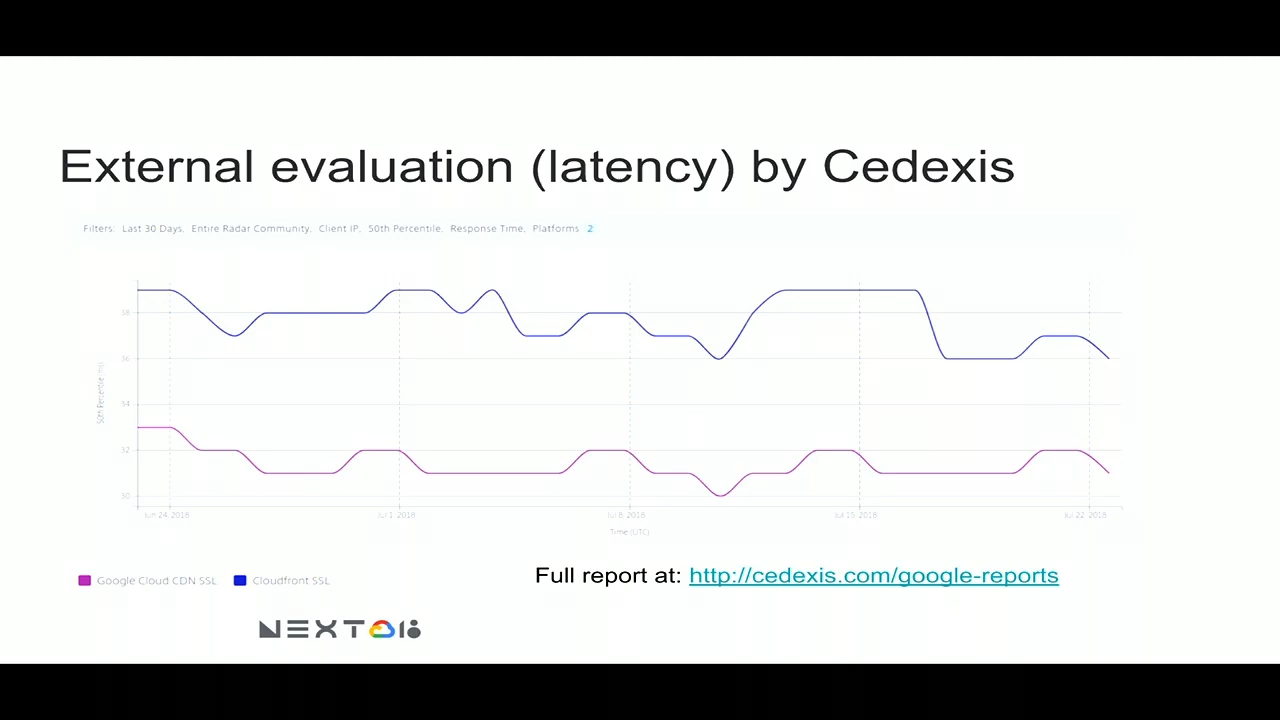 External evaluation (latency) by Cedexis
Filters: Last 30 Days, Entire Radar Community, Client IP, 50th Percentile, Response Time, Platforms 2
38
36
34
32
30
50th Percentile (ms)
Jun 24, 2018 Jul 1, 2018 Jul 8, 2018 Jul 15, 2018 Jul 22, 2018
Time (UTC)
Google Cloud CDN SSL Cloudfront SSL
Full report at: http://cedexis.com/google-reports
NEXT 18